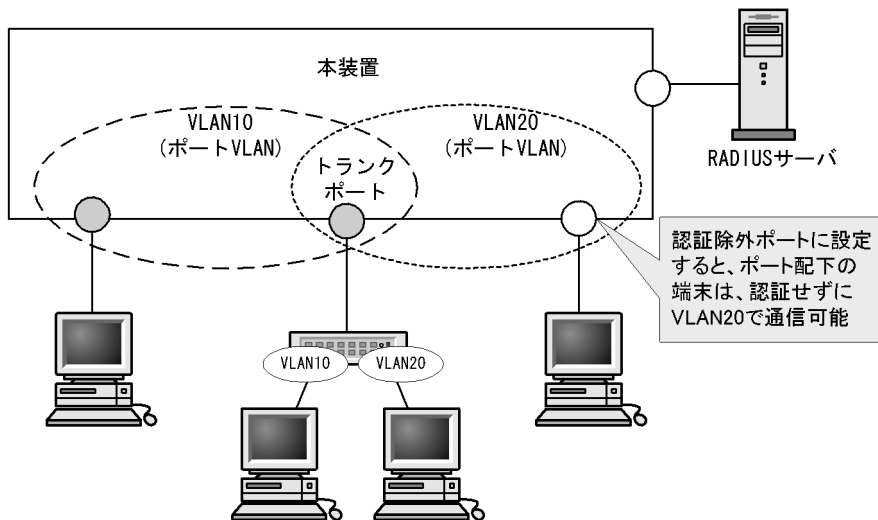 本装置
VLAN10
(ポートVLAN)
VLAN20
(ポートVLAN)
トランク
ポート
RADIUSサーバ
認証除外ポートに設定
すると、ポート配下の
端末は、認証せずに
VLAN20で通信可能
VLAN10
VLAN20